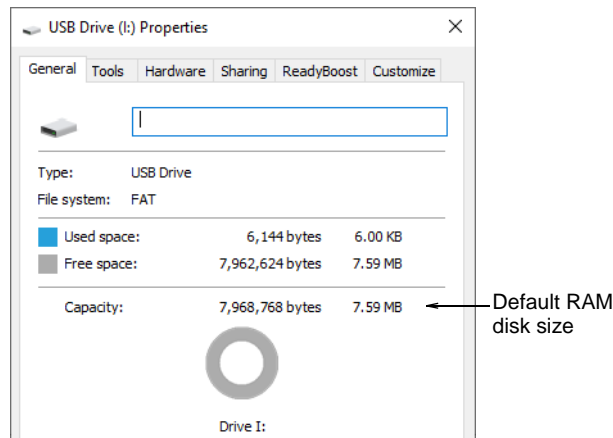 USB Drive (I:) Properties
General Tools Hardware Sharing ReadyBoost Customize
Type: USB Drive
File system: FAT
Used space: 6,144 bytes 6.00 KB
Free space: 7,962,624 bytes 7.59 MB
Capacity: 7,968,768 bytes 7.59 MB
Default RAM
disk size
Drive I: